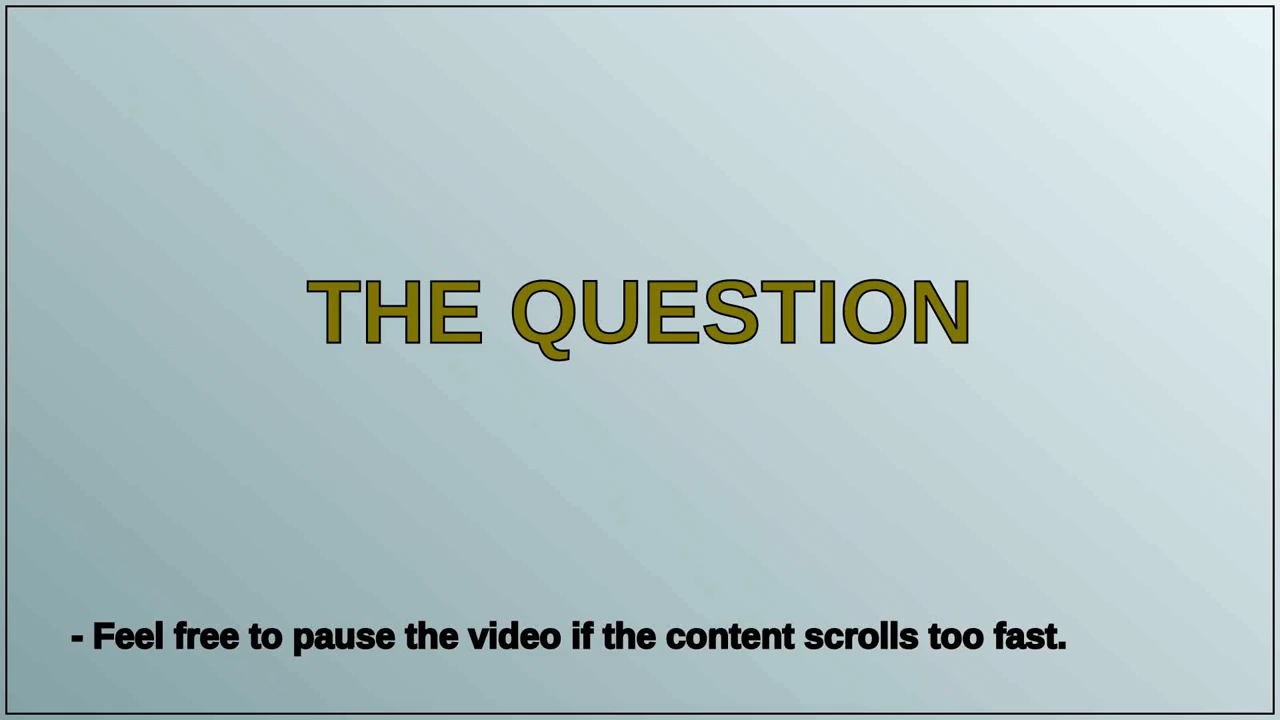 THE QUESTION
- Feel free to pause the video if the content scrolls too fast.